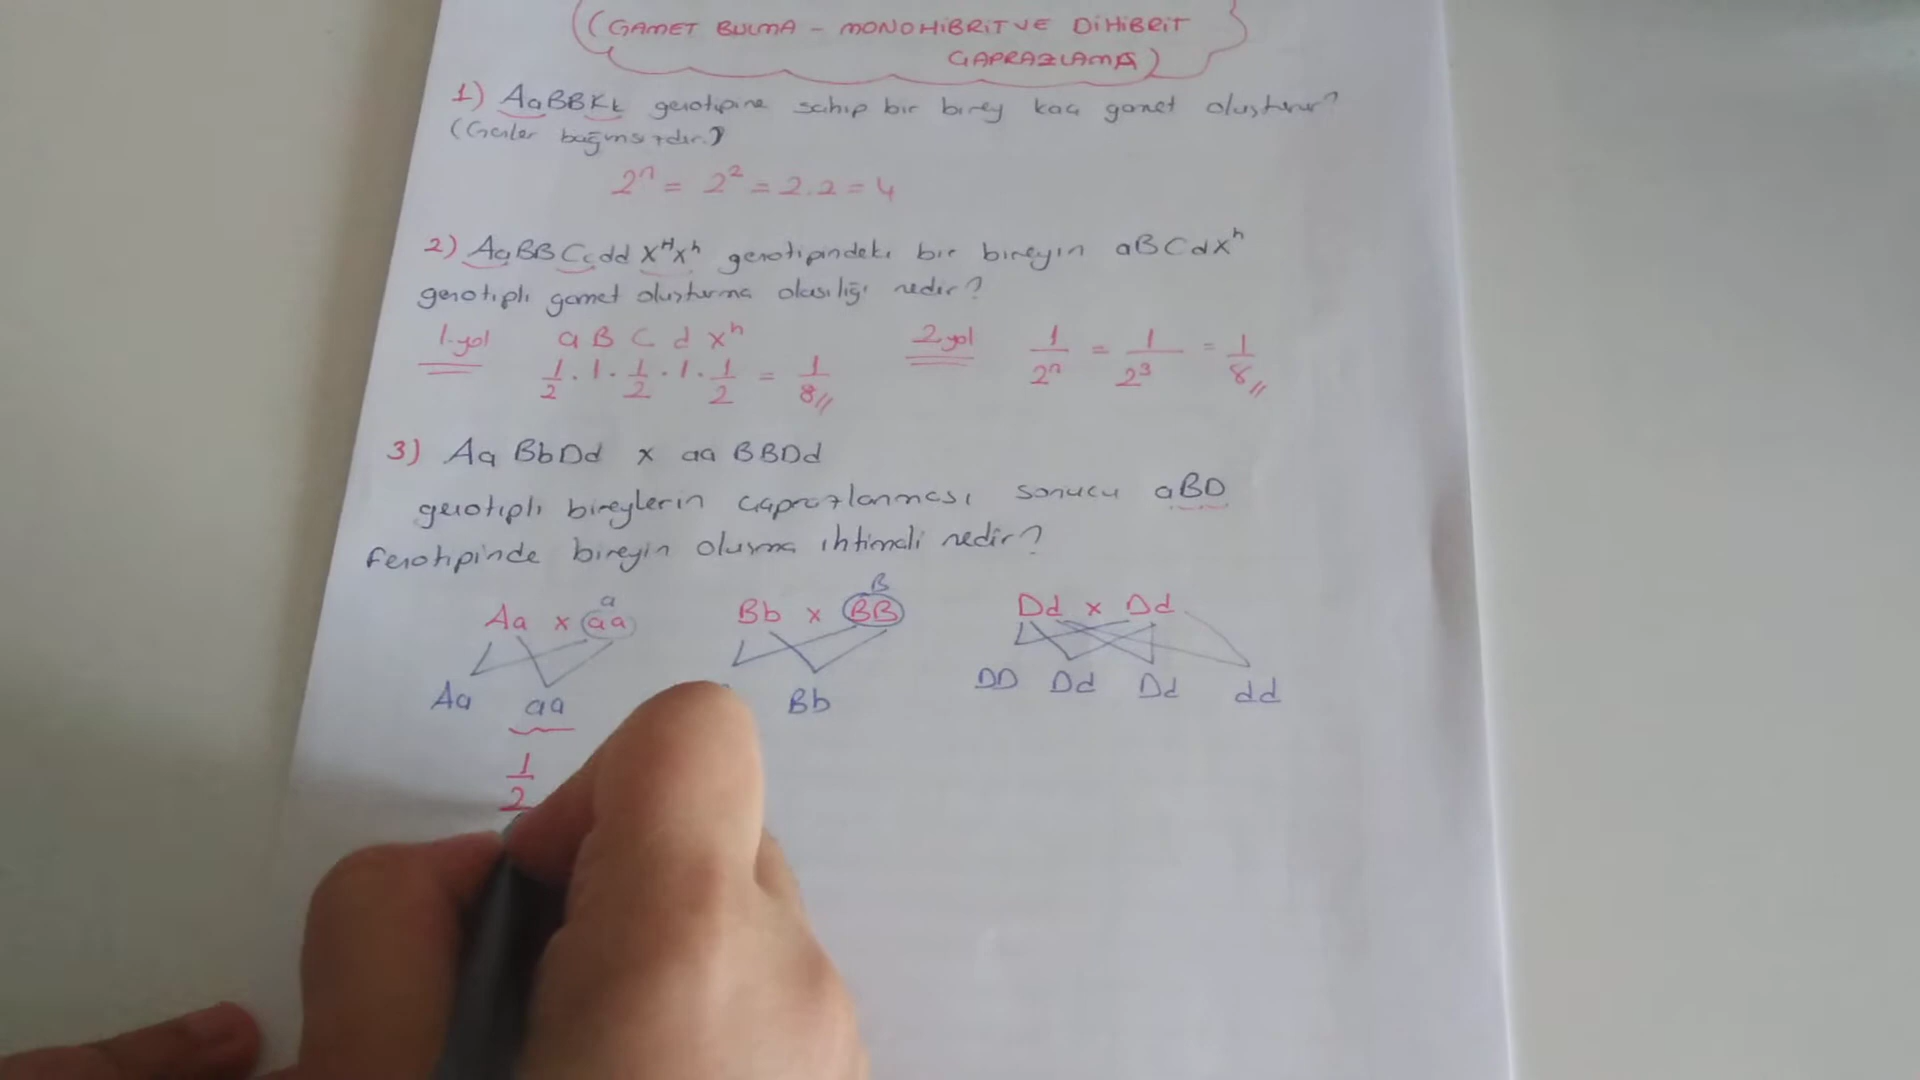 (GAMET BULMA - MONOHİBRİT VE DİHİBRİT
ÇAPRAZLAMA)
1) AaBBKk genotipine sahip bir birey kaç gamet oluşturur?
(Genler bağımsızdır.)
2ⁿ = 2² = 2.2 = 4
2) AaBBCcdd Xᴴxʰ genotipindeki bir bireyin aBCdxʰ
genotipli gamet oluşturma olasılığı nedir?
1.yol a B C d xʰ 2 yol 1/2ⁿ = 1/2³ = 1/8//
1/2 . 1 . 1/2 . 1 . 1/2 = 1/8//
3) Aa BbDd x aa BBDd
genotipli bireylerin çaprazlanması sonucu aBD
fenotipinde bireyin oluşma ihtimali nedir?
a B
Aa x aa Bb x BB Dd x Dd
Aa aa Bb DD Dd Dd dd
1/2